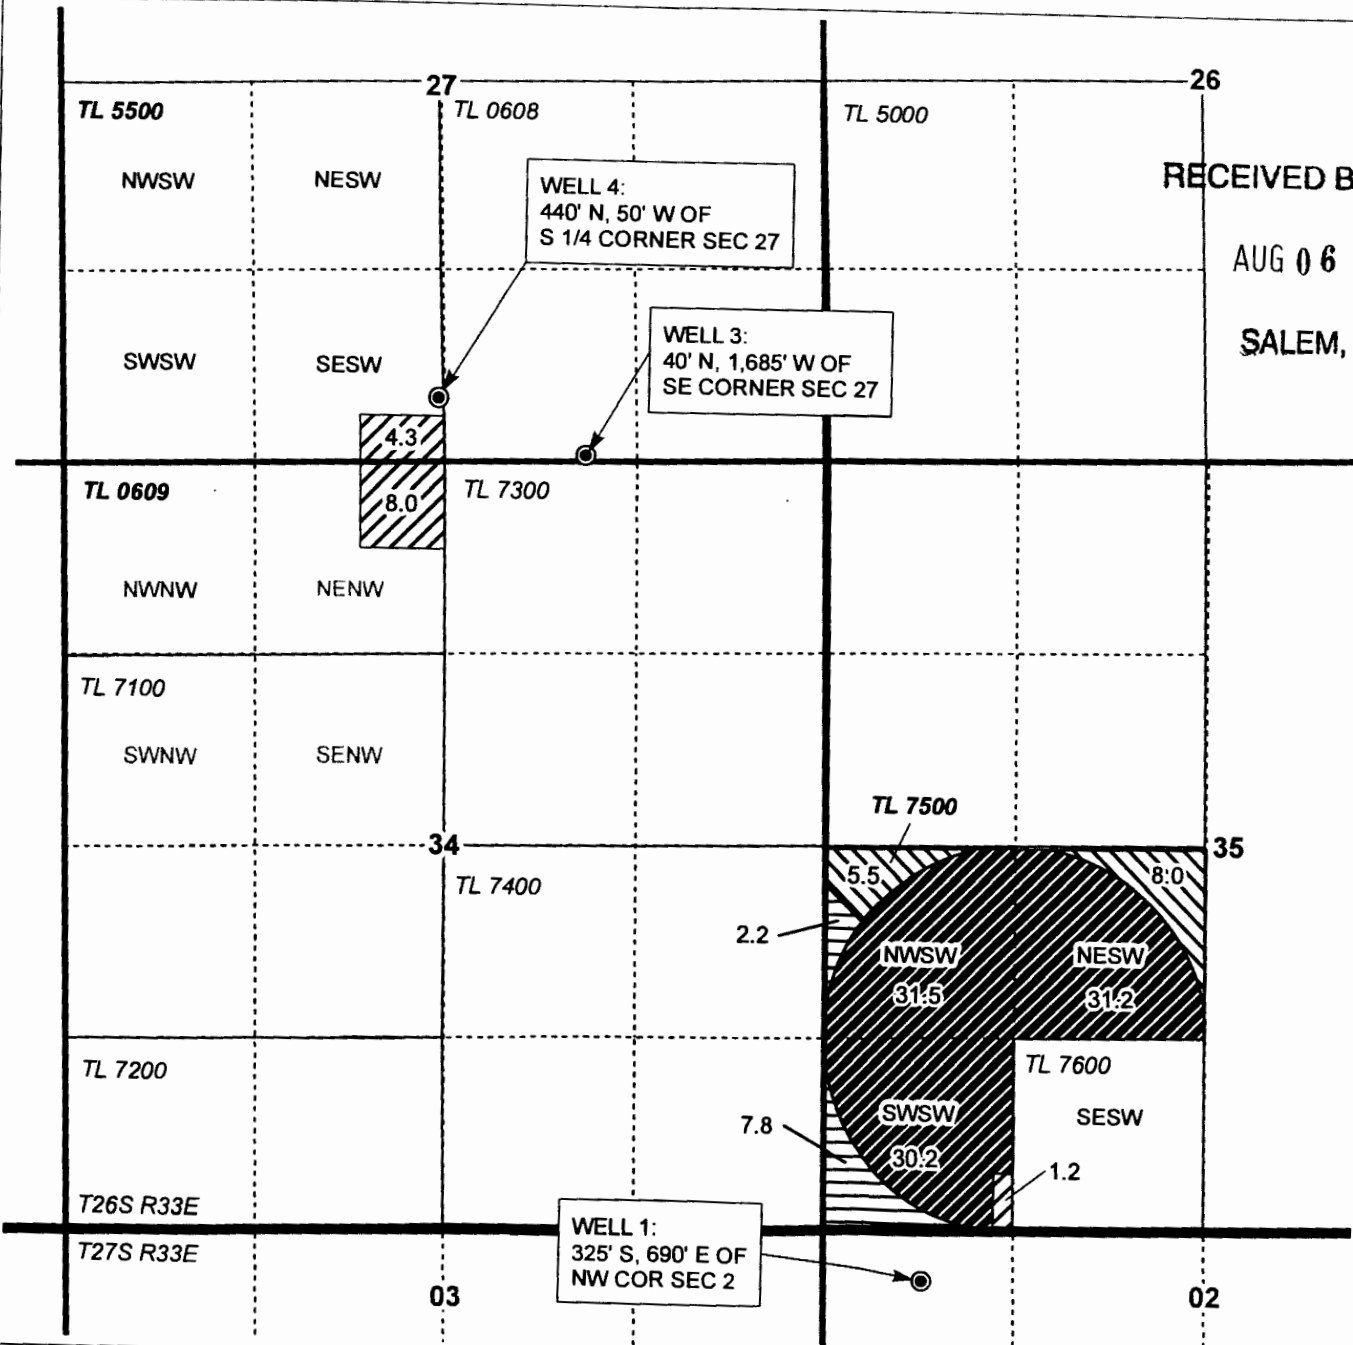 27
26
TL 5500
TL 0608
TL 5000
NWSW
NESW
RECEIVED B
WELL 4:
440' N, 50' W OF
S 1/4 CORNER SEC 27
AUG 06
WELL 3:
40' N, 1,685' W OF
SE CORNER SEC 27
SALEM,
SWSW
SESW
4.3
TL 0609
8.0
TL 7300
NWNW
NENW
TL 7100
SWNW
SENW
TL 7500
34
35
5.5
8.0
TL 7400
2.2
NWSW
31.5
NESW
31.2
TL 7200
TL 7600
7.8
SWSW
30.2
SESW
1.2
T26S R33E
T27S R33E
WELL 1:
325' S, 690' E OF
NW COR SEC 2
03
02